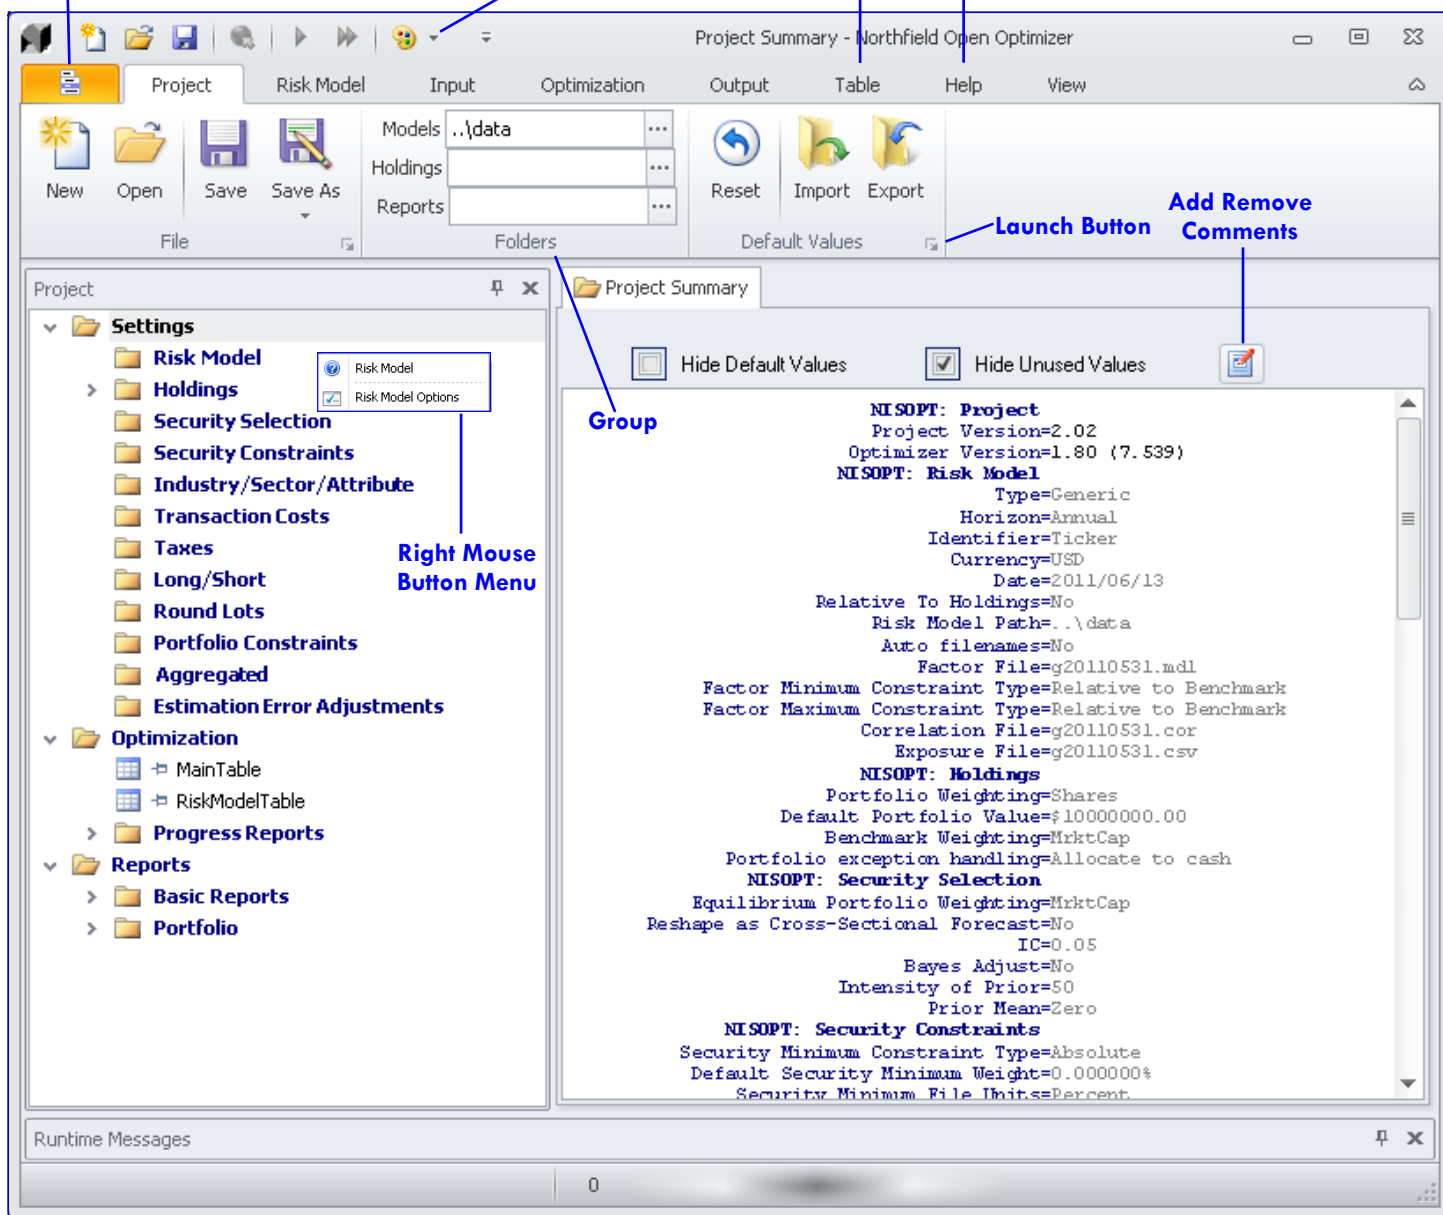 Project Summary - Northfield Open Optimizer
Project Risk Model Input Optimization Output Table Help View
Models ..\data
Holdings
Reports
New Open Save Save As Reset Import Export
File Folders Default Values
Launch Button
Add Remove
Comments
Project
Settings
Risk Model
Holdings
Security Selection
Security Constraints
Industry/Sector/Attribute
Transaction Costs
Taxes
Long/Short
Round Lots
Portfolio Constraints
Aggregated
Estimation Error Adjustments
Optimization
MainTable
RiskModelTable
Progress Reports
Reports
Basic Reports
Portfolio
Risk Model
Risk Model Options
Right Mouse
Button Menu
Group
Project Summary
Hide Default Values Hide Unused Values
NISOPT: Project
Project Version=2.02
Optimizer Version=1.80 (7.539)
NISOPT: Risk Model
Type=Generic
Horizon=Annual
Identifier=Ticker
Currency=USD
Date=2011/06/13
Relative To Holdings=No
Risk Model Path=..\data
Auto filenames=No
Factor File=g20110531.mdl
Factor Minimum Constraint Type=Relative to Benchmark
Factor Maximum Constraint Type=Relative to Benchmark
Correlation File=g20110531.cor
Exposure File=g20110531.csv
NISOPT: Holdings
Portfolio Weighting=Shares
Default Portfolio Value=$10000000.00
Benchmark Weighting=MrktCap
Portfolio exception handling=Allocate to cash
NISOPT: Security Selection
Equilibrium Portfolio Weighting=MrktCap
Reshape as Cross-Sectional Forecast=No
IC=0.05
Bayes Adjust=No
Intensity of Prior=50
Prior Mean=Zero
NISOPT: Security Constraints
Security Minimum Constraint Type=Absolute
Default Security Minimum Weight=0.000000%
Security Minimum File Units=Percent
Runtime Messages
0